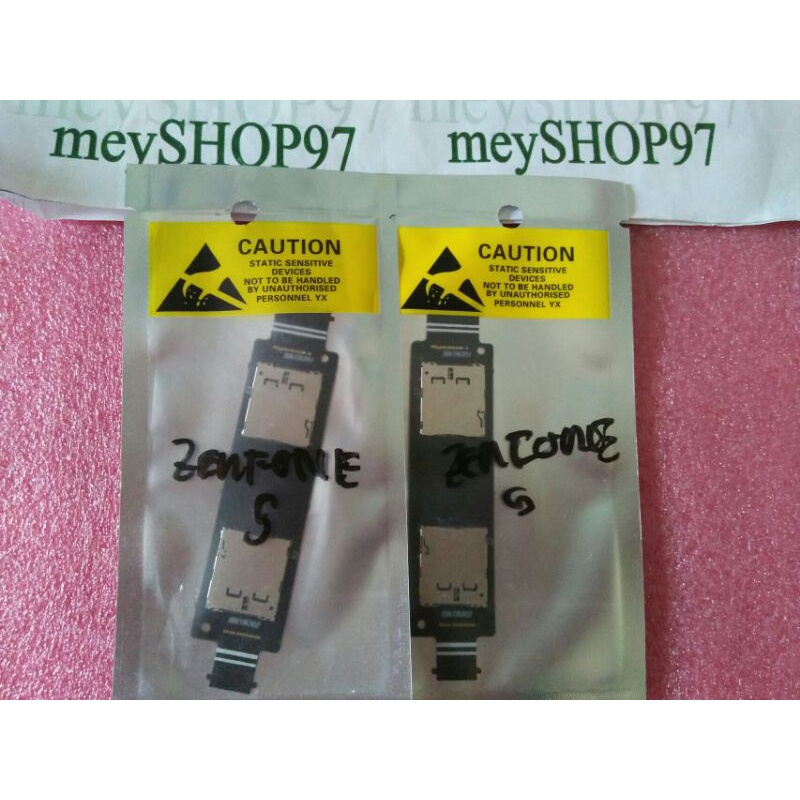 meySHOP97
meySHOP97
CAUTION
STATIC SENSITIVE
DEVICES
NOT TO BE HANDLED
BY UNAUTHORISED
PERSONNEL YX
CAUTION
STATIC SENSITIVE
DEVICES
NOT TO BE HANDLED
BY UNAUTHORISED
PERSONNEL YX
ZENFONE
5
ZENFONE
5